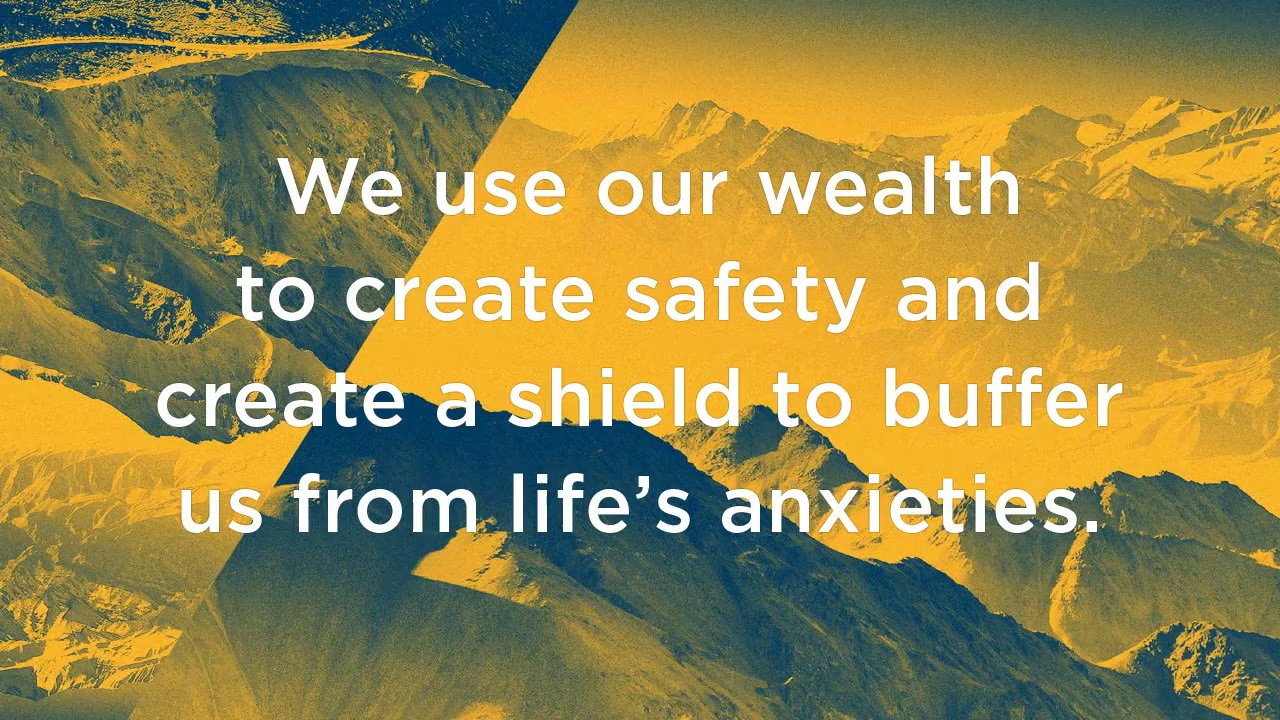 We use our wealth
to create safety and
create a shield to buffer
us from life’s anxieties.